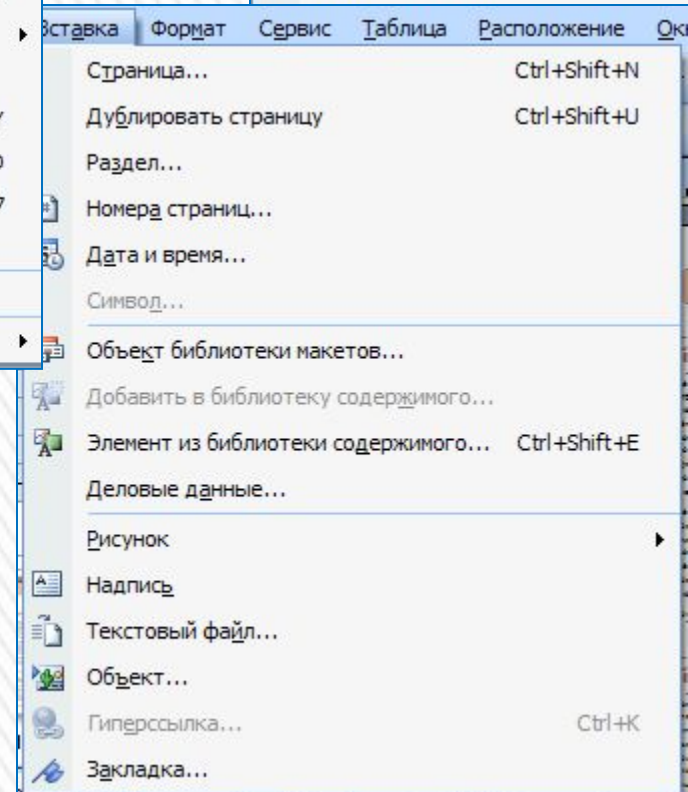 Вставка Формат Сервис Таблица Расположение
Страница... Ctrl+Shift+N
Дублировать страницу Ctrl+Shift+U
Раздел...
Номера страниц...
Дата и время...
Символ...
Объект библиотеки макетов...
Добавить в библиотеку содержимого...
Элемент из библиотеки содержимого... Ctrl+Shift+E
Деловые данные...
Рисунок
Надпись
Текстовый файл...
Объект...
Гиперссылка... Ctrl+K
Закладка...